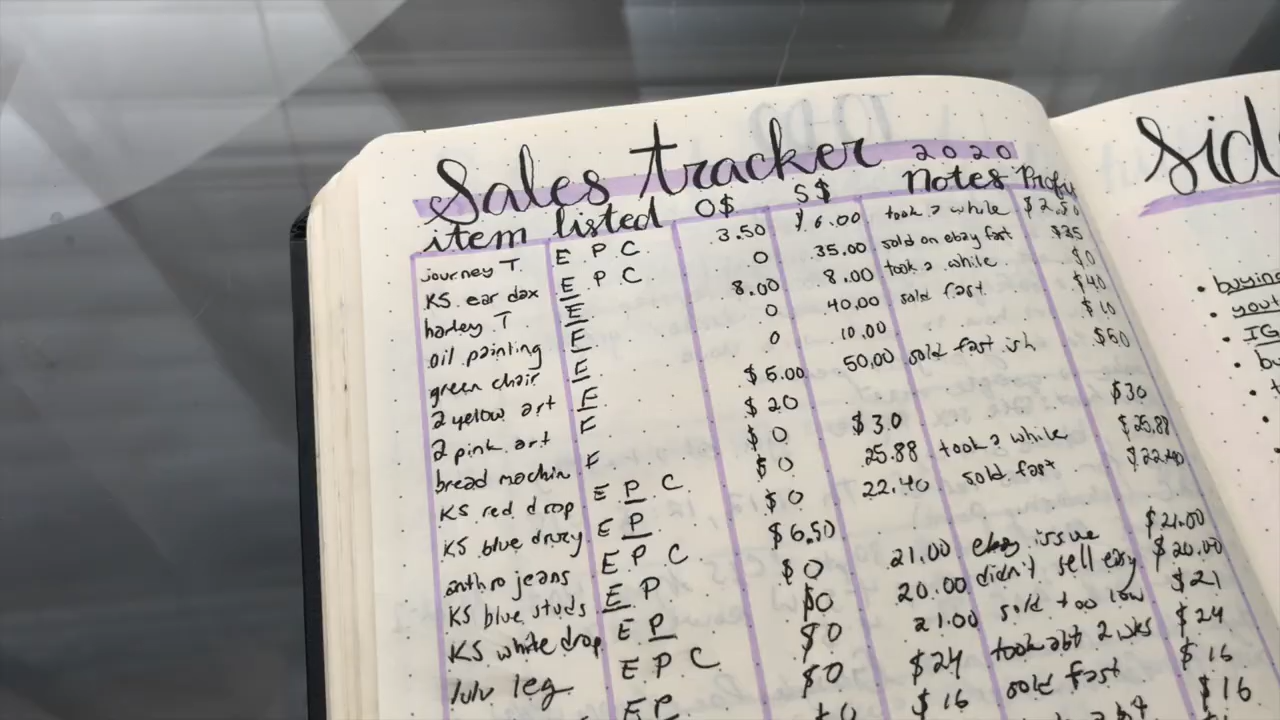 Sales tracker 2020
item listed O$ S$ Notes Profit
journey T E P C 3.50 $6.00 took a while $2.50
KS ear dax E P C 0 35.00 sold on ebay fast $35
harley T E 8.00 8.00 took a while $0
oil painting E 0 40.00 sold fast $40
green chair E 0 10.00 $10
2 yellow art E $5.00 50.00 sold fast ish $50
2 pink art E $20
bread machin E $0 $30 $30
KS red drop E P C $0 25.88 took a while $25.88
KS blue druzy E P $0 22.40 sold fast $22.40
anthro jeans E P C $6.50
KS blue studs E P $0 21.00 ebay issue $21.00
KS white drop E P $0 20.00 didn't sell easy $20.00
lulu leg E P C $0 21.00 sold too low $21
E P $0 $24 took abt 2 wks $24
$16 sold fast $16
$16
Sid
buying
IG